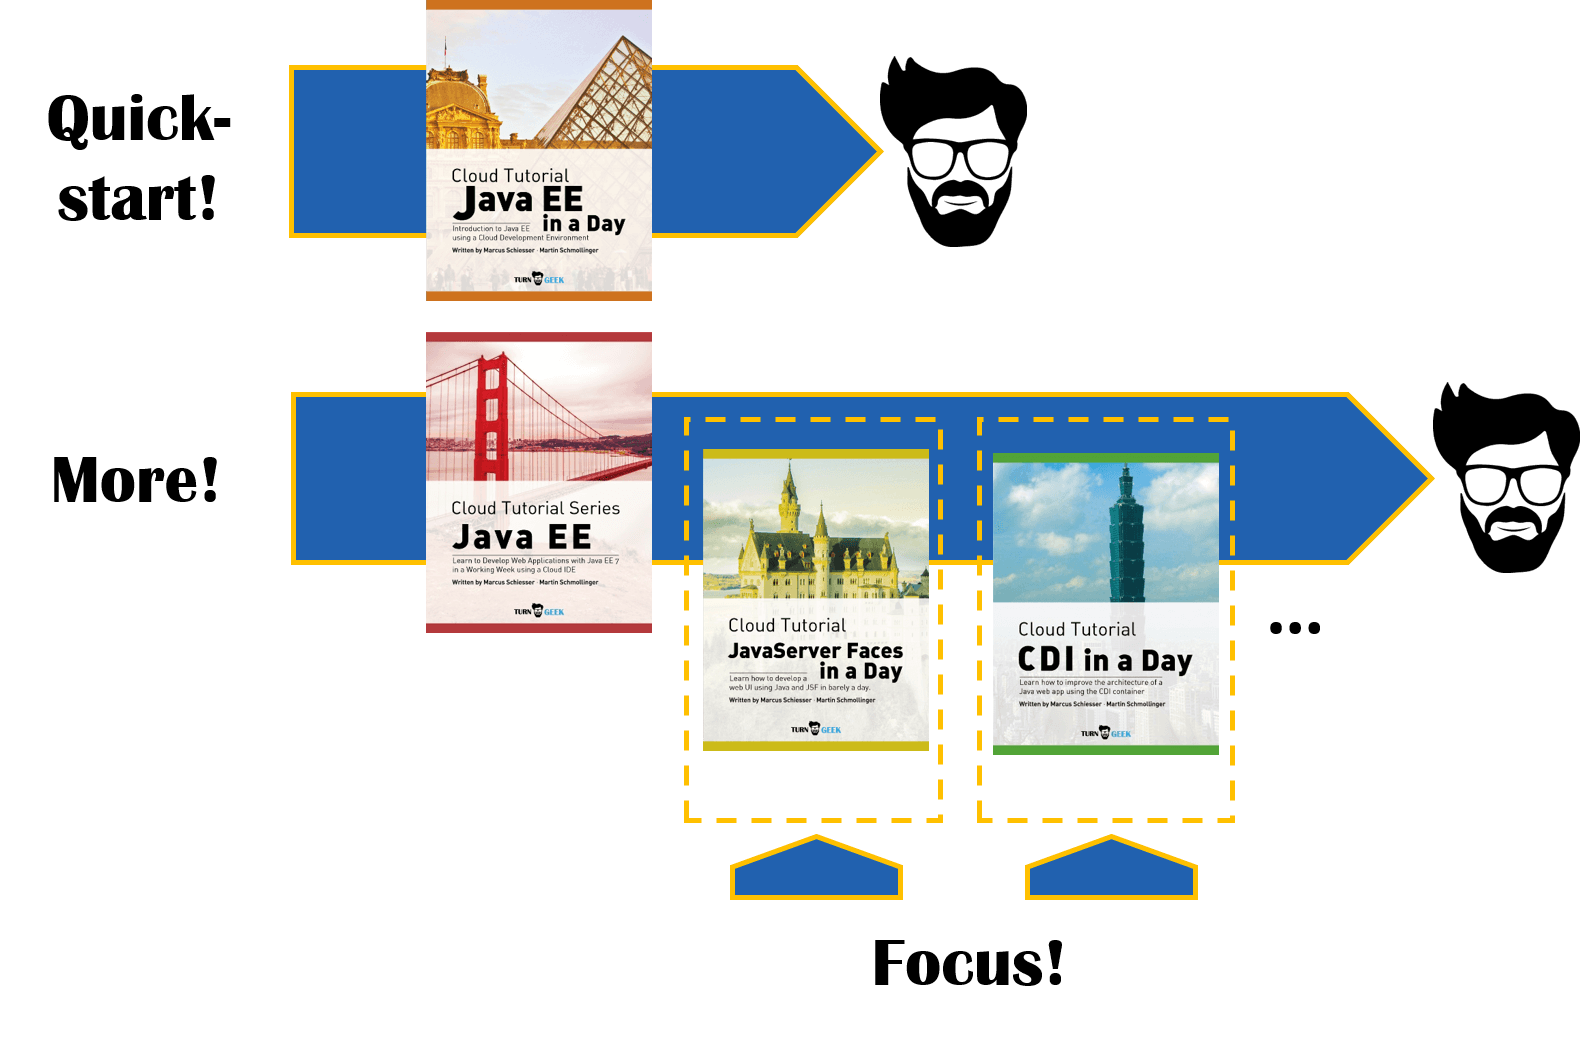 Quick-
start!
Cloud Tutorial
Java EE
in a Day
Introduction to Java EE
using a Cloud Development Environment
Written by Marcus Schiesser · Martin Schmollinger
TURN GEEK
More!
Cloud Tutorial Series
Java EE
Learn to Develop Web Applications with Java EE 7
in a Working Week using a Cloud IDE
Written by Marcus Schiesser · Martin Schmollinger
TURN GEEK
Cloud Tutorial
JavaServer Faces
in a Day
Learn how to develop a
web UI using Java and JSF in barely a day.
Written by Marcus Schiesser · Martin Schmollinger
TURN GEEK
Cloud Tutorial
CDI in a Day
Learn how to improve the architecture of a
Java web app using the CDI container
Written by Marcus Schiesser · Martin Schmollinger
TURN GEEK
...
Focus!